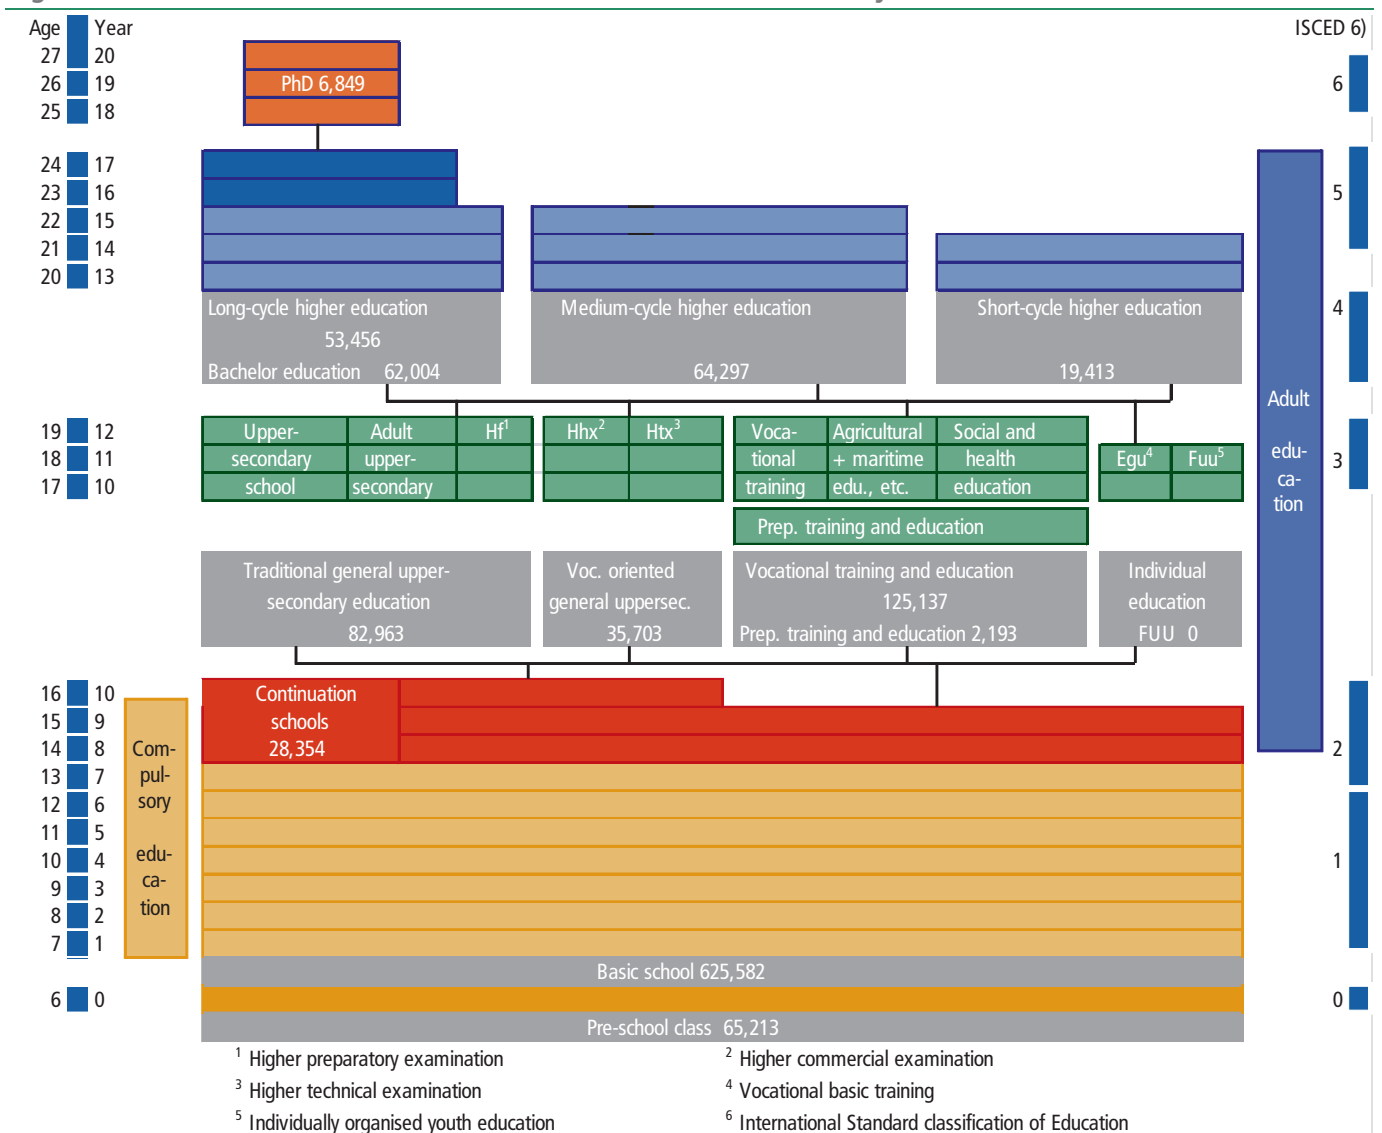 Age Year ISCED 6)
27 20
26 19 PhD 6,849 6
25 18
24 17
23 16 5
22 15
21 14
20 13
Long-cycle higher education Medium-cycle higher education Short-cycle higher education 4
53,456
Bachelor education 62,004 64,297 19,413
Adult
edu-
ca-
tion
19 12 Upper- Adult Hf1 Hhx2 Htx3 Voca- Agricultural Social and
18 11 secondary upper- tional + maritime health Egu4 Fuu5 3
17 10 school secondary training edu., etc. education
Prep. training and education
Traditional general upper- Voc. oriented Vocational training and education Individual
secondary education general uppersec. 125,137 education
82,963 35,703 Prep. training and education 2,193 FUU 0
16 10 Continuation
15 9 schools
14 8 28,354 2
13 7
12 6
11 5
10 4 1
9 3
8 2
7 1
Com-
pul-
sory
edu-
ca-
tion
Basic school 625,582
6 0 0
Pre-school class 65,213
1 Higher preparatory examination 2 Higher commercial examination
3 Higher technical examination 4 Vocational basic training
5 Individually organised youth education 6 International Standard classification of Education